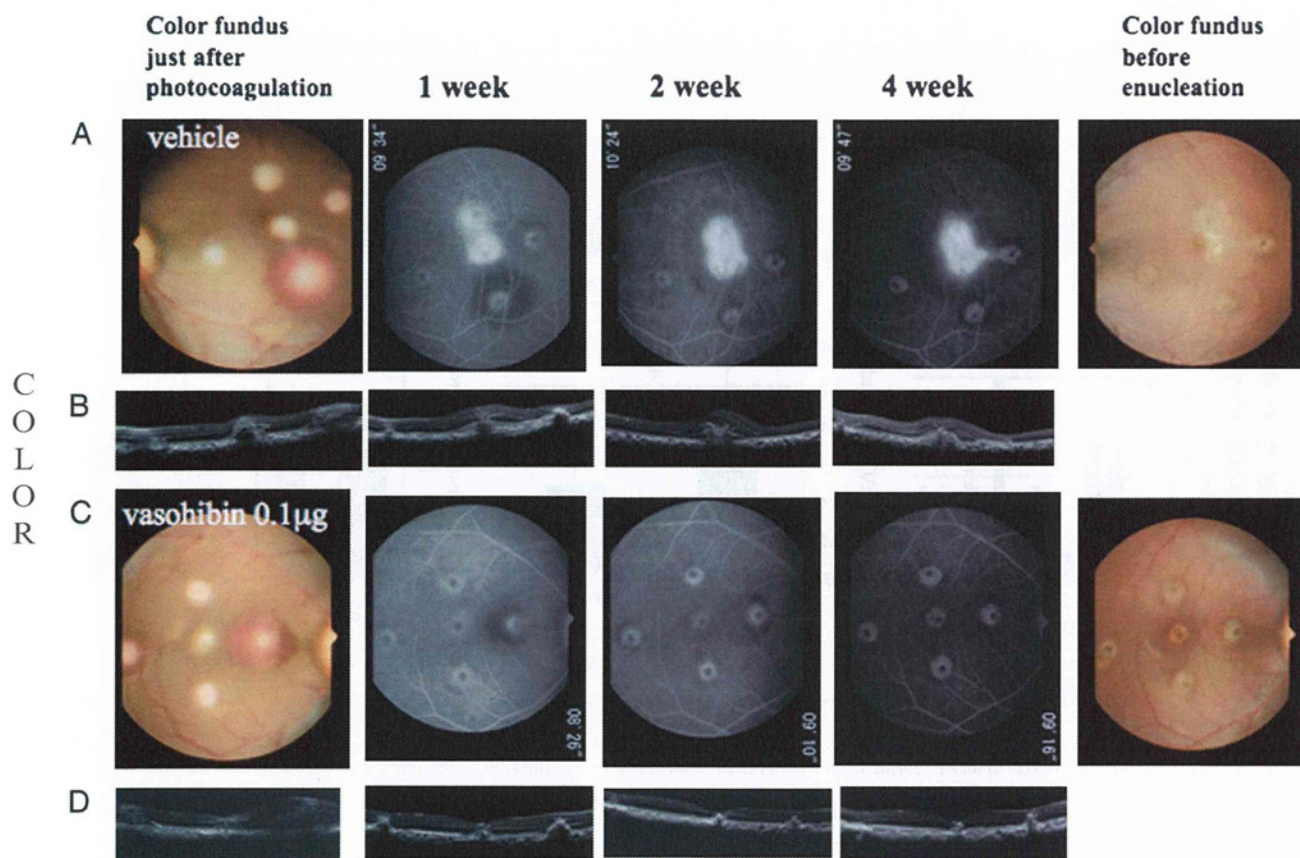 Color fundus
just after
photocoagulation
1 week
2 week
4 week
Color fundus
before
enucleation
A
vehicle
09' 34"
10' 24"
09' 47"
B
COLOR
C
vasohibin 0.1μg
08' 26"
09' 10"
09' 16"
D